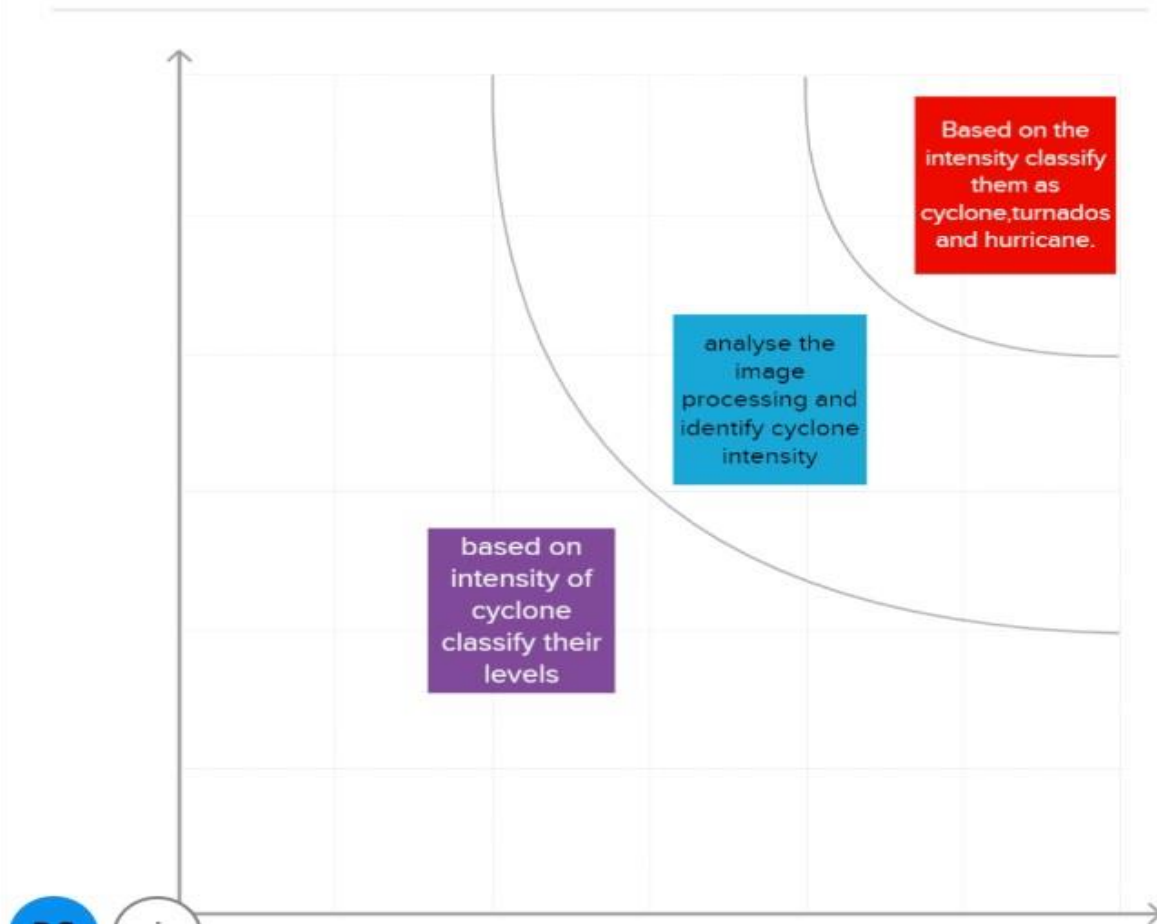 Based on the
intensity classify
them as
cyclone,turnados
and hurricane.
analyse the
image
processing and
identify cyclone
intensity
based on
intensity of
cyclone
classify their
levels